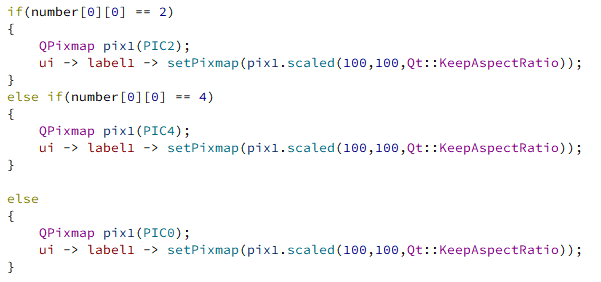 if(number[0][0] == 2)
{
    QPixmap pix1(PIC2);
    ui -> label1 -> setPixmap(pix1.scaled(100,100,Qt::KeepAspectRatio));
}
else if(number[0][0] == 4)
{
    QPixmap pix1(PIC4);
    ui -> label1 -> setPixmap(pix1.scaled(100,100,Qt::KeepAspectRatio));
}
else
{
    QPixmap pix1(PIC0);
    ui -> label1 -> setPixmap(pix1.scaled(100,100,Qt::KeepAspectRatio));
}